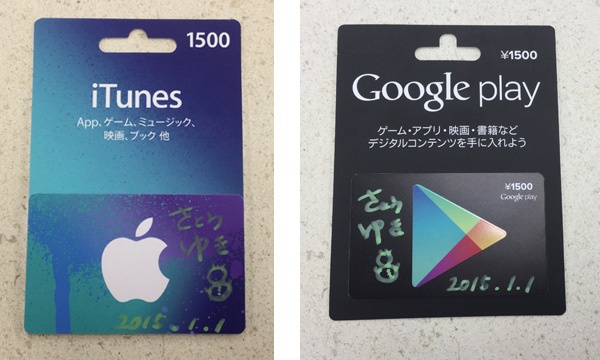 1500
iTunes
App、ゲーム、ミュージック、
映画、ブック 他
さとう
ゆき
2015.1.1
¥1500
Google play
ゲーム・アプリ・映画・書籍など
デジタルコンテンツを手に入れよう
¥1500
Google play
さとう
ゆき
2015.1.1